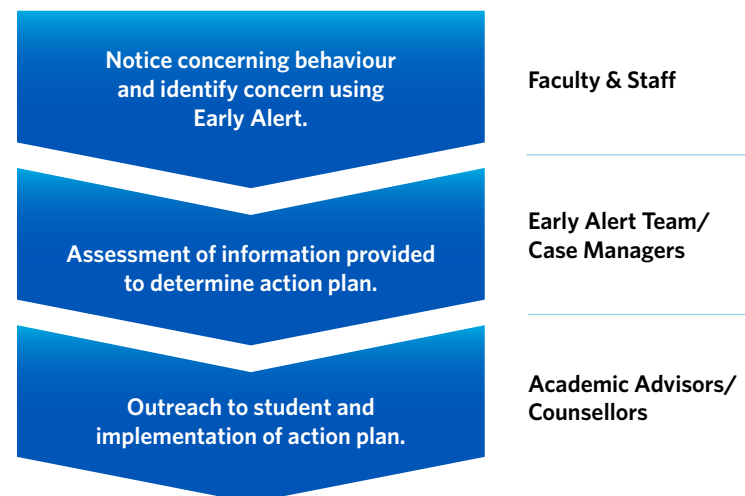 Notice concerning behaviour
and identify concern using
Early Alert.
Faculty & Staff
Assessment of information provided
to determine action plan.
Early Alert Team/
Case Managers
Outreach to student and
implementation of action plan.
Academic Advisors/
Counsellors